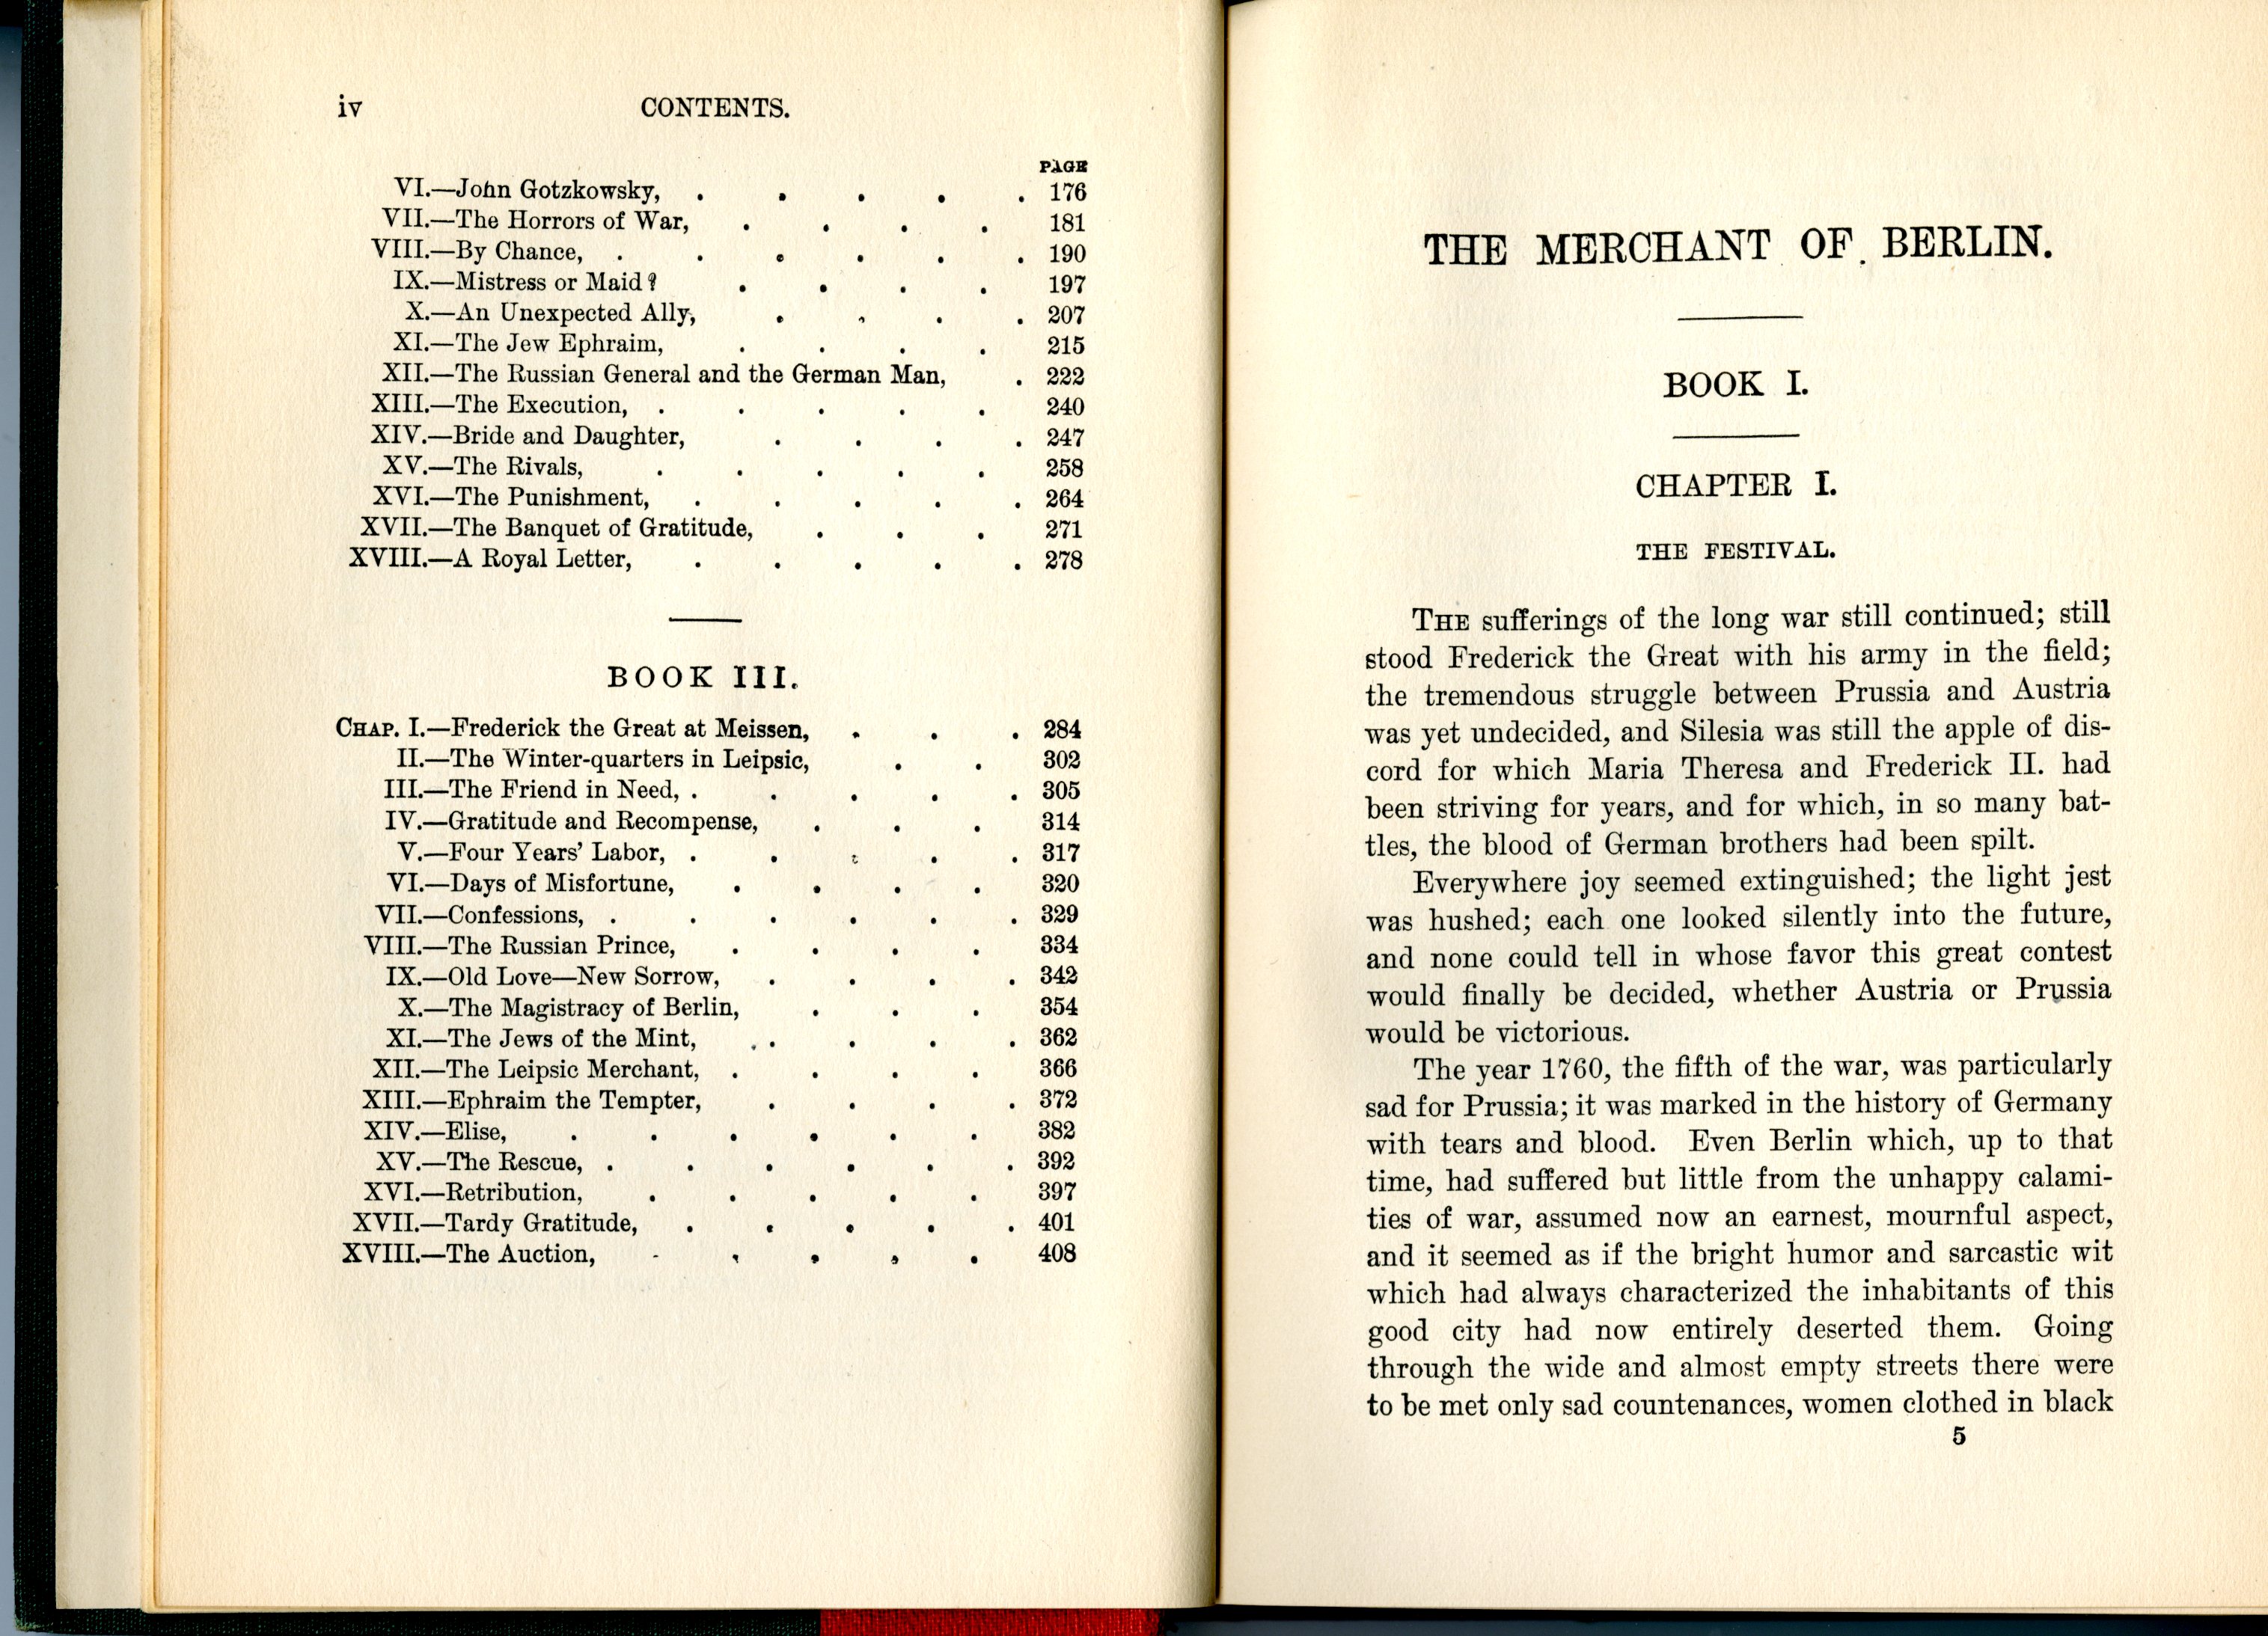 iv CONTENTS.
PAGE
VI.—John Gotzkowsky, . . . . . 176
VII.—The Horrors of War, . . . . 181
VIII.—By Chance, . . . . . . 190
IX.—Mistress or Maid? . . . . 197
X.—An Unexpected Ally, . . . . 207
XI.—The Jew Ephraim, . . . . 215
XII.—The Russian General and the German Man, . 222
XIII.—The Execution, . . . . . 240
XIV.—Bride and Daughter, . . . . 247
XV.—The Rivals, . . . . . 258
XVI.—The Punishment, . . . . . 264
XVII.—The Banquet of Gratitude, . . . 271
XVIII.—A Royal Letter, . . . . . 278
BOOK III.
CHAP. I.—Frederick the Great at Meissen, . . . 284
II.—The Winter-quarters in Leipsic, . . 302
III.—The Friend in Need, . . . . . 305
IV.—Gratitude and Recompense, . . . 314
V.—Four Years' Labor, . . . . . 317
VI.—Days of Misfortune, . . . . 320
VII.—Confessions, . . . . . . 329
VIII.—The Russian Prince, . . . . 334
IX.—Old Love—New Sorrow, . . . . 342
X.—The Magistracy of Berlin, . . . 354
XI.—The Jews of the Mint, . . . . 362
XII.—The Leipsic Merchant, . . . . 366
XIII.—Ephraim the Tempter, . . . . 372
XIV.—Elise, . . . . . . 382
XV.—The Rescue, . . . . . . 392
XVI.—Retribution, . . . . . 397
XVII.—Tardy Gratitude, . . . . . 401
XVIII.—The Auction, . . . . . 408
THE MERCHANT OF BERLIN.
BOOK I.
CHAPTER I.
THE FESTIVAL.
THE sufferings of the long war still continued; still
stood Frederick the Great with his army in the field;
the tremendous struggle between Prussia and Austria
was yet undecided, and Silesia was still the apple of dis-
cord for which Maria Theresa and Frederick II. had
been striving for years, and for which, in so many bat-
tles, the blood of German brothers had been spilt.
Everywhere joy seemed extinguished; the light jest
was hushed; each one looked silently into the future,
and none could tell in whose favor this great contest
would finally be decided, whether Austria or Prussia
would be victorious.
The year 1760, the fifth of the war, was particularly
sad for Prussia; it was marked in the history of Germany
with tears and blood. Even Berlin which, up to that
time, had suffered but little from the unhappy calami-
ties of war, assumed now an earnest, mournful aspect,
and it seemed as if the bright humor and sarcastic wit
which had always characterized the inhabitants of this
good city had now entirely deserted them. Going
through the wide and almost empty streets there were
to be met only sad countenances, women clothed in black
5